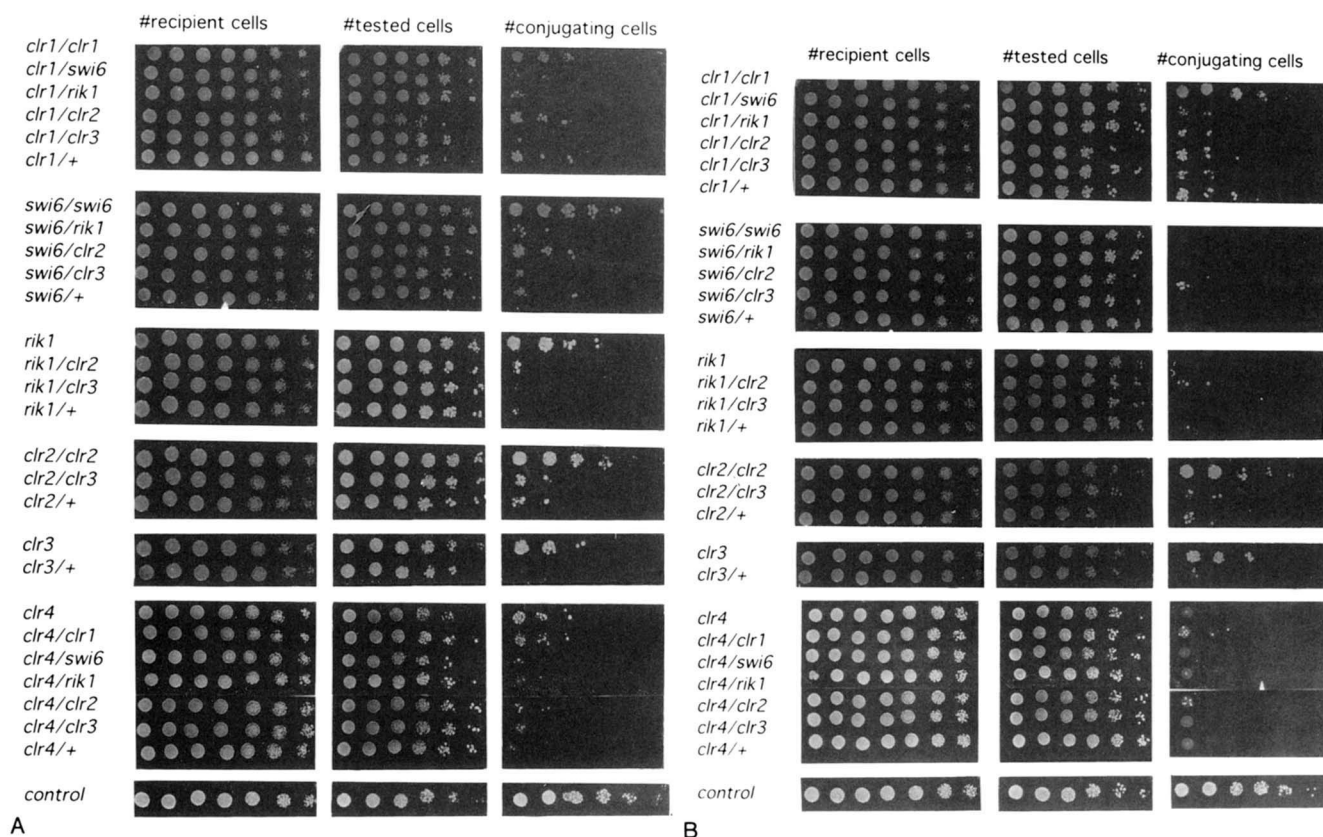 #recipient cells #tested cells #conjugating cells
clr1/clr1
clr1/swi6
clr1/rik1
clr1/clr2
clr1/clr3
clr1/+
swi6/swi6
swi6/rik1
swi6/clr2
swi6/clr3
swi6/+
rik1
rik1/clr2
rik1/clr3
rik1/+
clr2/clr2
clr2/clr3
clr2/+
clr3
clr3/+
clr4
clr4/clr1
clr4/swi6
clr4/rik1
clr4/clr2
clr4/clr3
clr4/+
control
A
#recipient cells #tested cells #conjugating cells
clr1/clr1
clr1/swi6
clr1/rik1
clr1/clr2
clr1/clr3
clr1/+
swi6/swi6
swi6/rik1
swi6/clr2
swi6/clr3
swi6/+
rik1
rik1/clr2
rik1/clr3
rik1/+
clr2/clr2
clr2/clr3
clr2/+
clr3
clr3/+
clr4
clr4/clr1
clr4/swi6
clr4/rik1
clr4/clr2
clr4/clr3
clr4/+
control
B